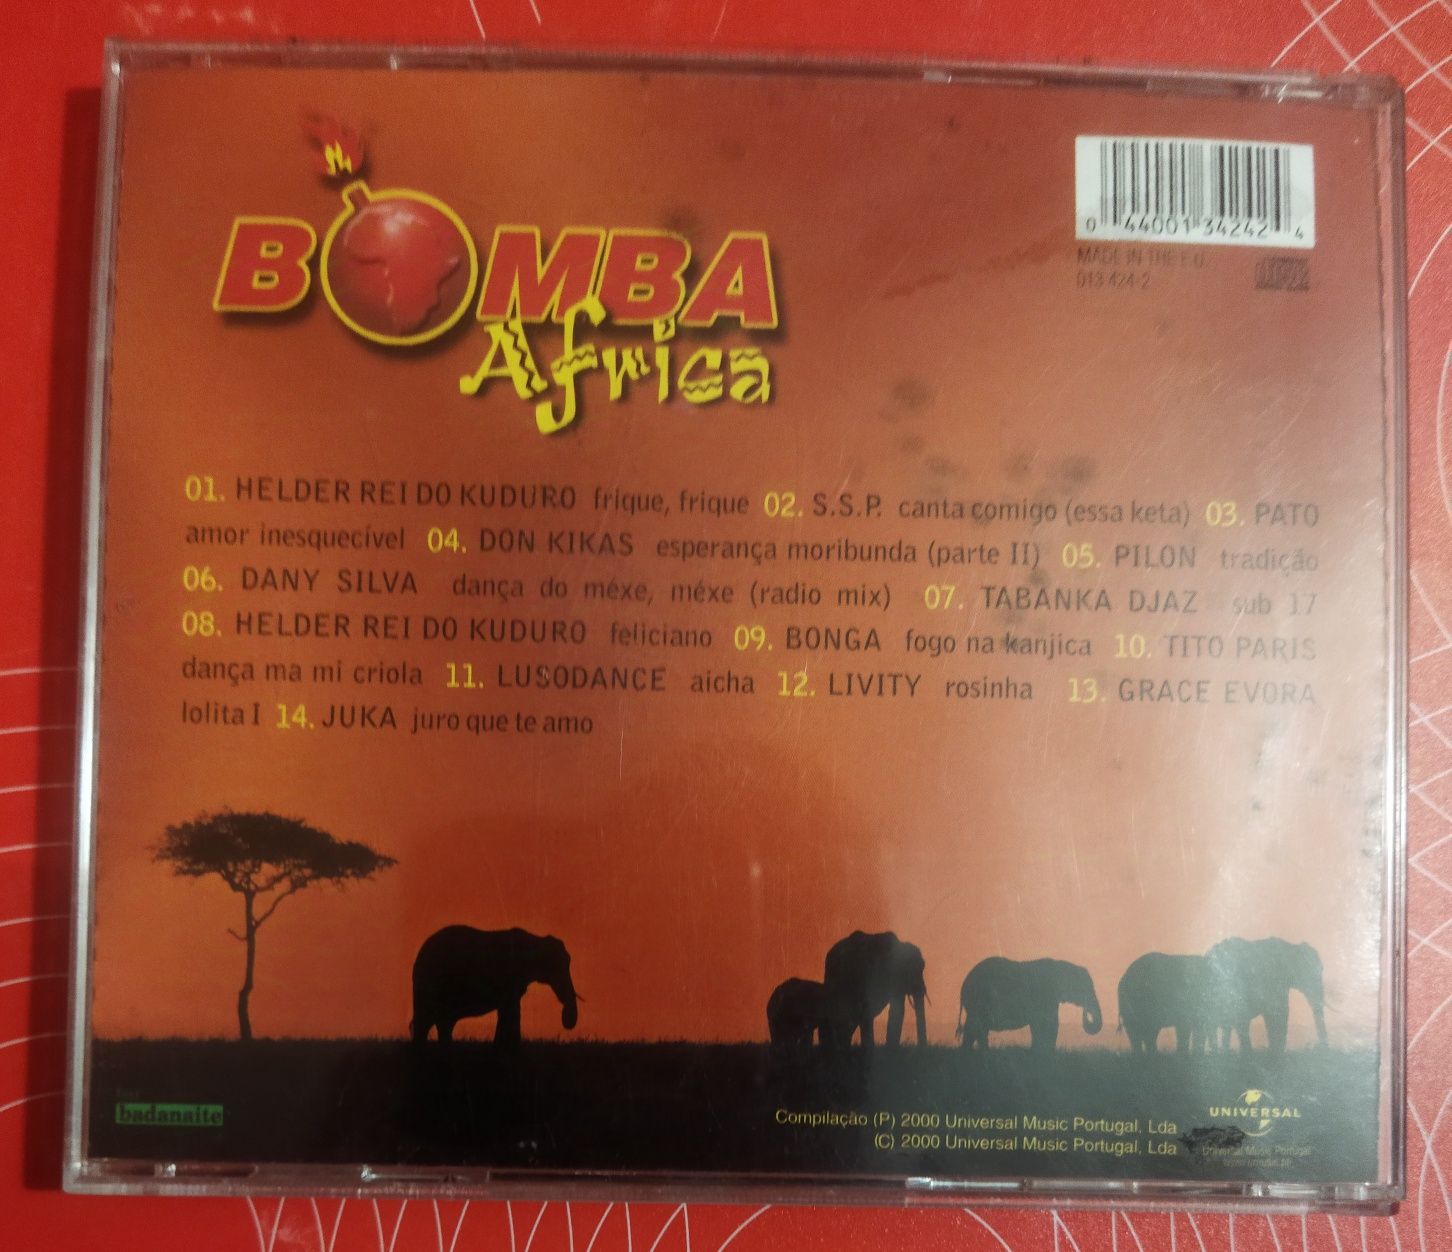 BOMBA
Africa
0 44001 34242 4
MADE IN THE E.U.
013 424-2
01. HELDER REI DO KUDURO frique, frique 02. S.S.P. canta comigo (essa keta) 03. PATO
amor inesquecível 04. DON KIKAS esperança moribunda (parte II) 05. PILON tradição
06. DANY SILVA dança do méxe, méxe (radio mix) 07. TABANKA DJAZ sub 17
08. HELDER REI DO KUDURO feliciano 09. BONGA fogo na kanjica 10. TITO PARIS
dança ma mi criola 11. LUSODANCE aicha 12. LIVITY rosinha 13. GRACE EVORA
lolita I 14. JUKA juro que te amo
badanaite
Compilação (P) 2000 Universal Music Portugal, Lda
(C) 2000 Universal Music Portugal, Lda
UNIVERSAL
Universal Music Portugal